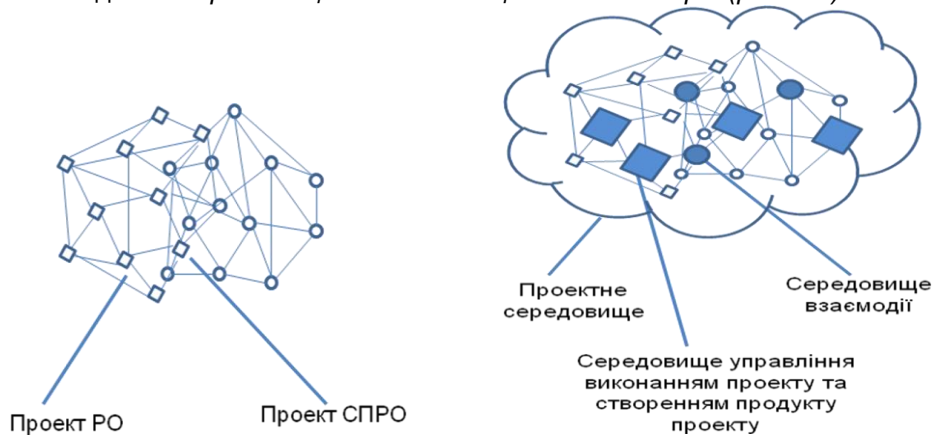 Проект РО
Проект СПРО
Проектне
середовище
Середовище
взаємодії
Середовище управління
виконанням проекту та
створенням продукту
проекту